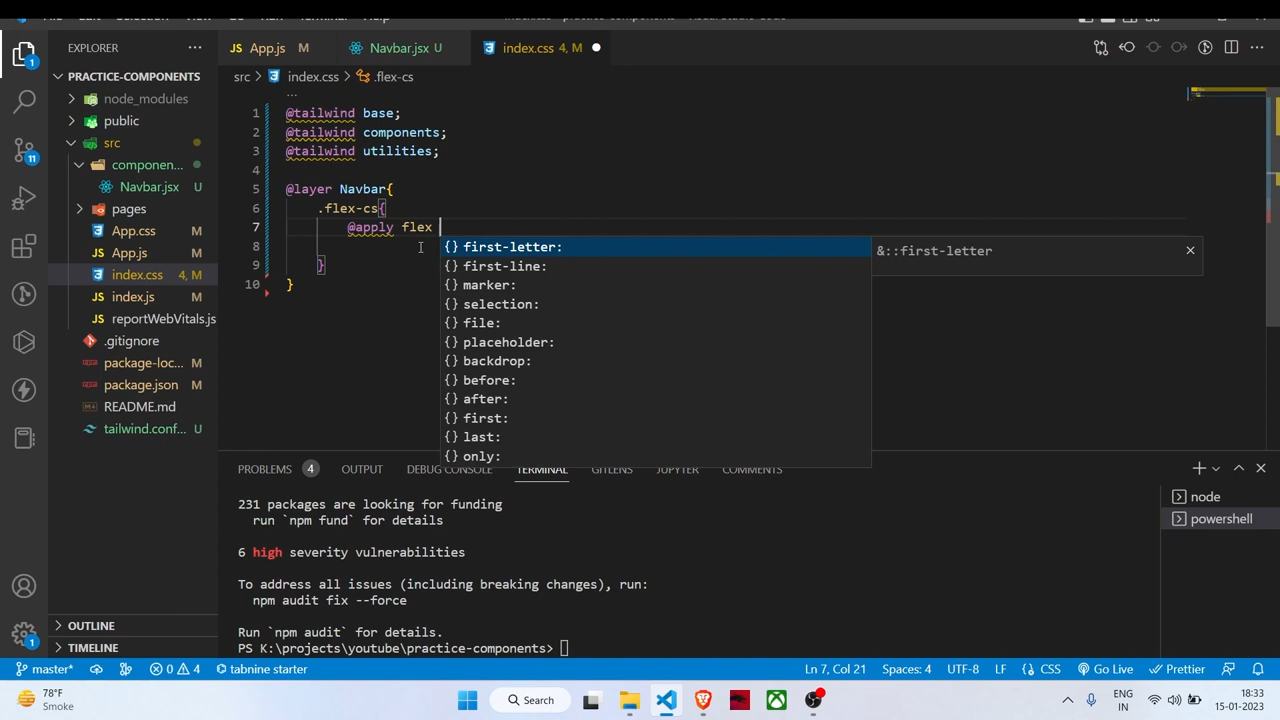 EXPLORER
PRACTICE-COMPONENTS
node_modules
public
src
componen...
Navbar.jsx U
pages
App.css
App.js M
index.css 4, M
index.js
reportWebVitals.js
.gitignore
package-loc... M
package.json M
README.md
tailwind.conf... U
OUTLINE
TIMELINE
App.js M
Navbar.jsx U
index.css 4, M
src > index.css > .flex-cs
1 @tailwind base;
2 @tailwind components;
3 @tailwind utilities;
4
5 @layer Navbar{
6 .flex-cs{
7 @apply flex
8
9 }
10 }
first-letter:
first-line:
marker:
selection:
file:
placeholder:
backdrop:
before:
after:
first:
last:
only:
&::first-letter
PROBLEMS 4 OUTPUT DEBUG CONSOLE TERMINAL GITLENS JUPYTER COMMENTS
231 packages are looking for funding
run `npm fund` for details
6 high severity vulnerabilities
To address all issues (including breaking changes), run:
npm audit fix --force
Run `npm audit` for details.
PS K:\projects\youtube\practice-components>
node
powershell
master* 0 4 tabnine starter Ln 7, Col 21 Spaces: 4 UTF-8 LF CSS Go Live Prettier
78°F
Smoke
Search
ENG
IN
18:33
15-01-2023